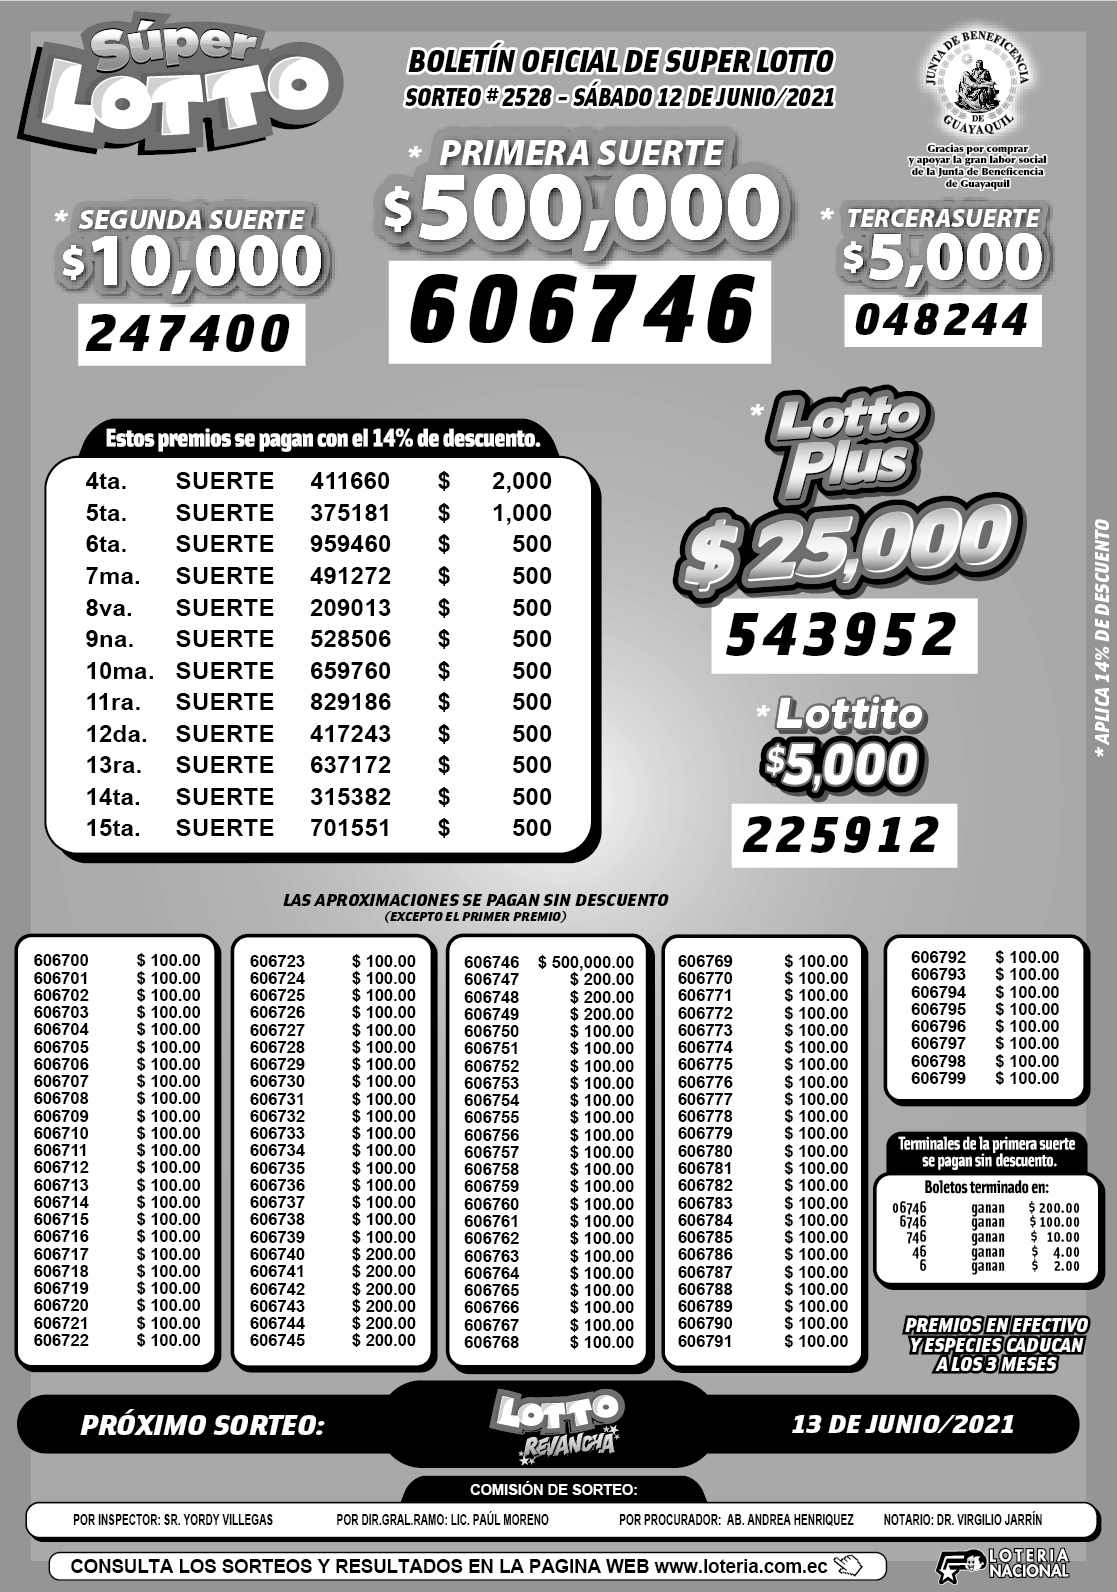 Súper
LOTTO
BOLETÍN OFICIAL DE SUPER LOTTO
SORTEO # 2528 - SÁBADO 12 DE JUNIO/2021
JUNTA DE BENEFICENCIA
DE
GUAYAQUIL
Gracias por comprar
y apoyar la gran labor social
de la Junta de Beneficencia
de Guayaquil
* PRIMERA SUERTE
$500,000
606746
* SEGUNDA SUERTE
$10,000
247400
* TERCERASUERTE
$5,000
048244
Estos premios se pagan con el 14% de descuento.
4ta. SUERTE 411660 $ 2,000
5ta. SUERTE 375181 $ 1,000
6ta. SUERTE 959460 $ 500
7ma. SUERTE 491272 $ 500
8va. SUERTE 209013 $ 500
9na. SUERTE 528506 $ 500
10ma. SUERTE 659760 $ 500
11ra. SUERTE 829186 $ 500
12da. SUERTE 417243 $ 500
13ra. SUERTE 637172 $ 500
14ta. SUERTE 315382 $ 500
15ta. SUERTE 701551 $ 500
* Lotto
Plus
$ 25,000
543952
* Lottito
$5,000
225912
* APLICA 14% DE DESCUENTO
LAS APROXIMACIONES SE PAGAN SIN DESCUENTO
(EXCEPTO EL PRIMER PREMIO)
606700 $ 100.00
606701 $ 100.00
606702 $ 100.00
606703 $ 100.00
606704 $ 100.00
606705 $ 100.00
606706 $ 100.00
606707 $ 100.00
606708 $ 100.00
606709 $ 100.00
606710 $ 100.00
606711 $ 100.00
606712 $ 100.00
606713 $ 100.00
606714 $ 100.00
606715 $ 100.00
606716 $ 100.00
606717 $ 100.00
606718 $ 100.00
606719 $ 100.00
606720 $ 100.00
606721 $ 100.00
606722 $ 100.00
606723 $ 100.00
606724 $ 100.00
606725 $ 100.00
606726 $ 100.00
606727 $ 100.00
606728 $ 100.00
606729 $ 100.00
606730 $ 100.00
606731 $ 100.00
606732 $ 100.00
606733 $ 100.00
606734 $ 100.00
606735 $ 100.00
606736 $ 100.00
606737 $ 100.00
606738 $ 100.00
606739 $ 100.00
606740 $ 200.00
606741 $ 200.00
606742 $ 200.00
606743 $ 200.00
606744 $ 200.00
606745 $ 200.00
606746 $ 500,000.00
606747 $ 200.00
606748 $ 200.00
606749 $ 200.00
606750 $ 100.00
606751 $ 100.00
606752 $ 100.00
606753 $ 100.00
606754 $ 100.00
606755 $ 100.00
606756 $ 100.00
606757 $ 100.00
606758 $ 100.00
606759 $ 100.00
606760 $ 100.00
606761 $ 100.00
606762 $ 100.00
606763 $ 100.00
606764 $ 100.00
606765 $ 100.00
606766 $ 100.00
606767 $ 100.00
606768 $ 100.00
606769 $ 100.00
606770 $ 100.00
606771 $ 100.00
606772 $ 100.00
606773 $ 100.00
606774 $ 100.00
606775 $ 100.00
606776 $ 100.00
606777 $ 100.00
606778 $ 100.00
606779 $ 100.00
606780 $ 100.00
606781 $ 100.00
606782 $ 100.00
606783 $ 100.00
606784 $ 100.00
606785 $ 100.00
606786 $ 100.00
606787 $ 100.00
606788 $ 100.00
606789 $ 100.00
606790 $ 100.00
606791 $ 100.00
606792 $ 100.00
606793 $ 100.00
606794 $ 100.00
606795 $ 100.00
606796 $ 100.00
606797 $ 100.00
606798 $ 100.00
606799 $ 100.00
Terminales de la primera suerte
se pagan sin descuento.
Boletos terminado en:
06746 ganan $ 200.00
6746 ganan $ 100.00
746 ganan $ 10.00
46 ganan $ 4.00
6 ganan $ 2.00
PREMIOS EN EFECTIVO
Y ESPECIES CADUCAN
A LOS 3 MESES
PRÓXIMO SORTEO:
LOTTO
REVANCHA
13 DE JUNIO/2021
COMISIÓN DE SORTEO:
POR INSPECTOR: SR. YORDY VILLEGAS POR DIR.GRAL.RAMO: LIC. PAÚL MORENO POR PROCURADOR: AB. ANDREA HENRIQUEZ NOTARIO: DR. VIRGILIO JARRÍN
CONSULTA LOS SORTEOS Y RESULTADOS EN LA PAGINA WEB www.loteria.com.ec
LOTERIA
NACIONAL